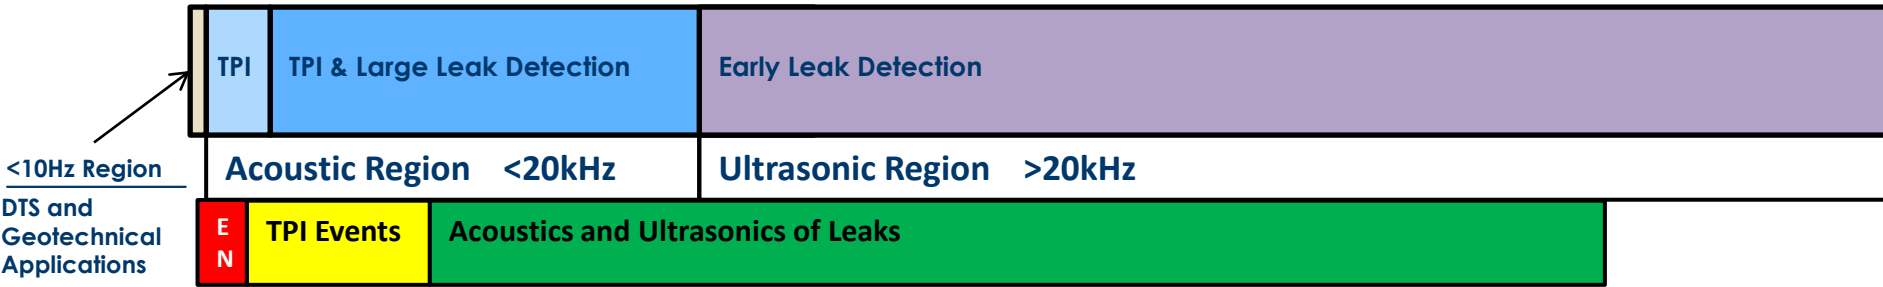 TPI
TPI & Large Leak Detection
Early Leak Detection
<10Hz Region
Acoustic Region <20kHz
Ultrasonic Region >20kHz
DTS and
Geotechnical
Applications
E
N
TPI Events
Acoustics and Ultrasonics of Leaks